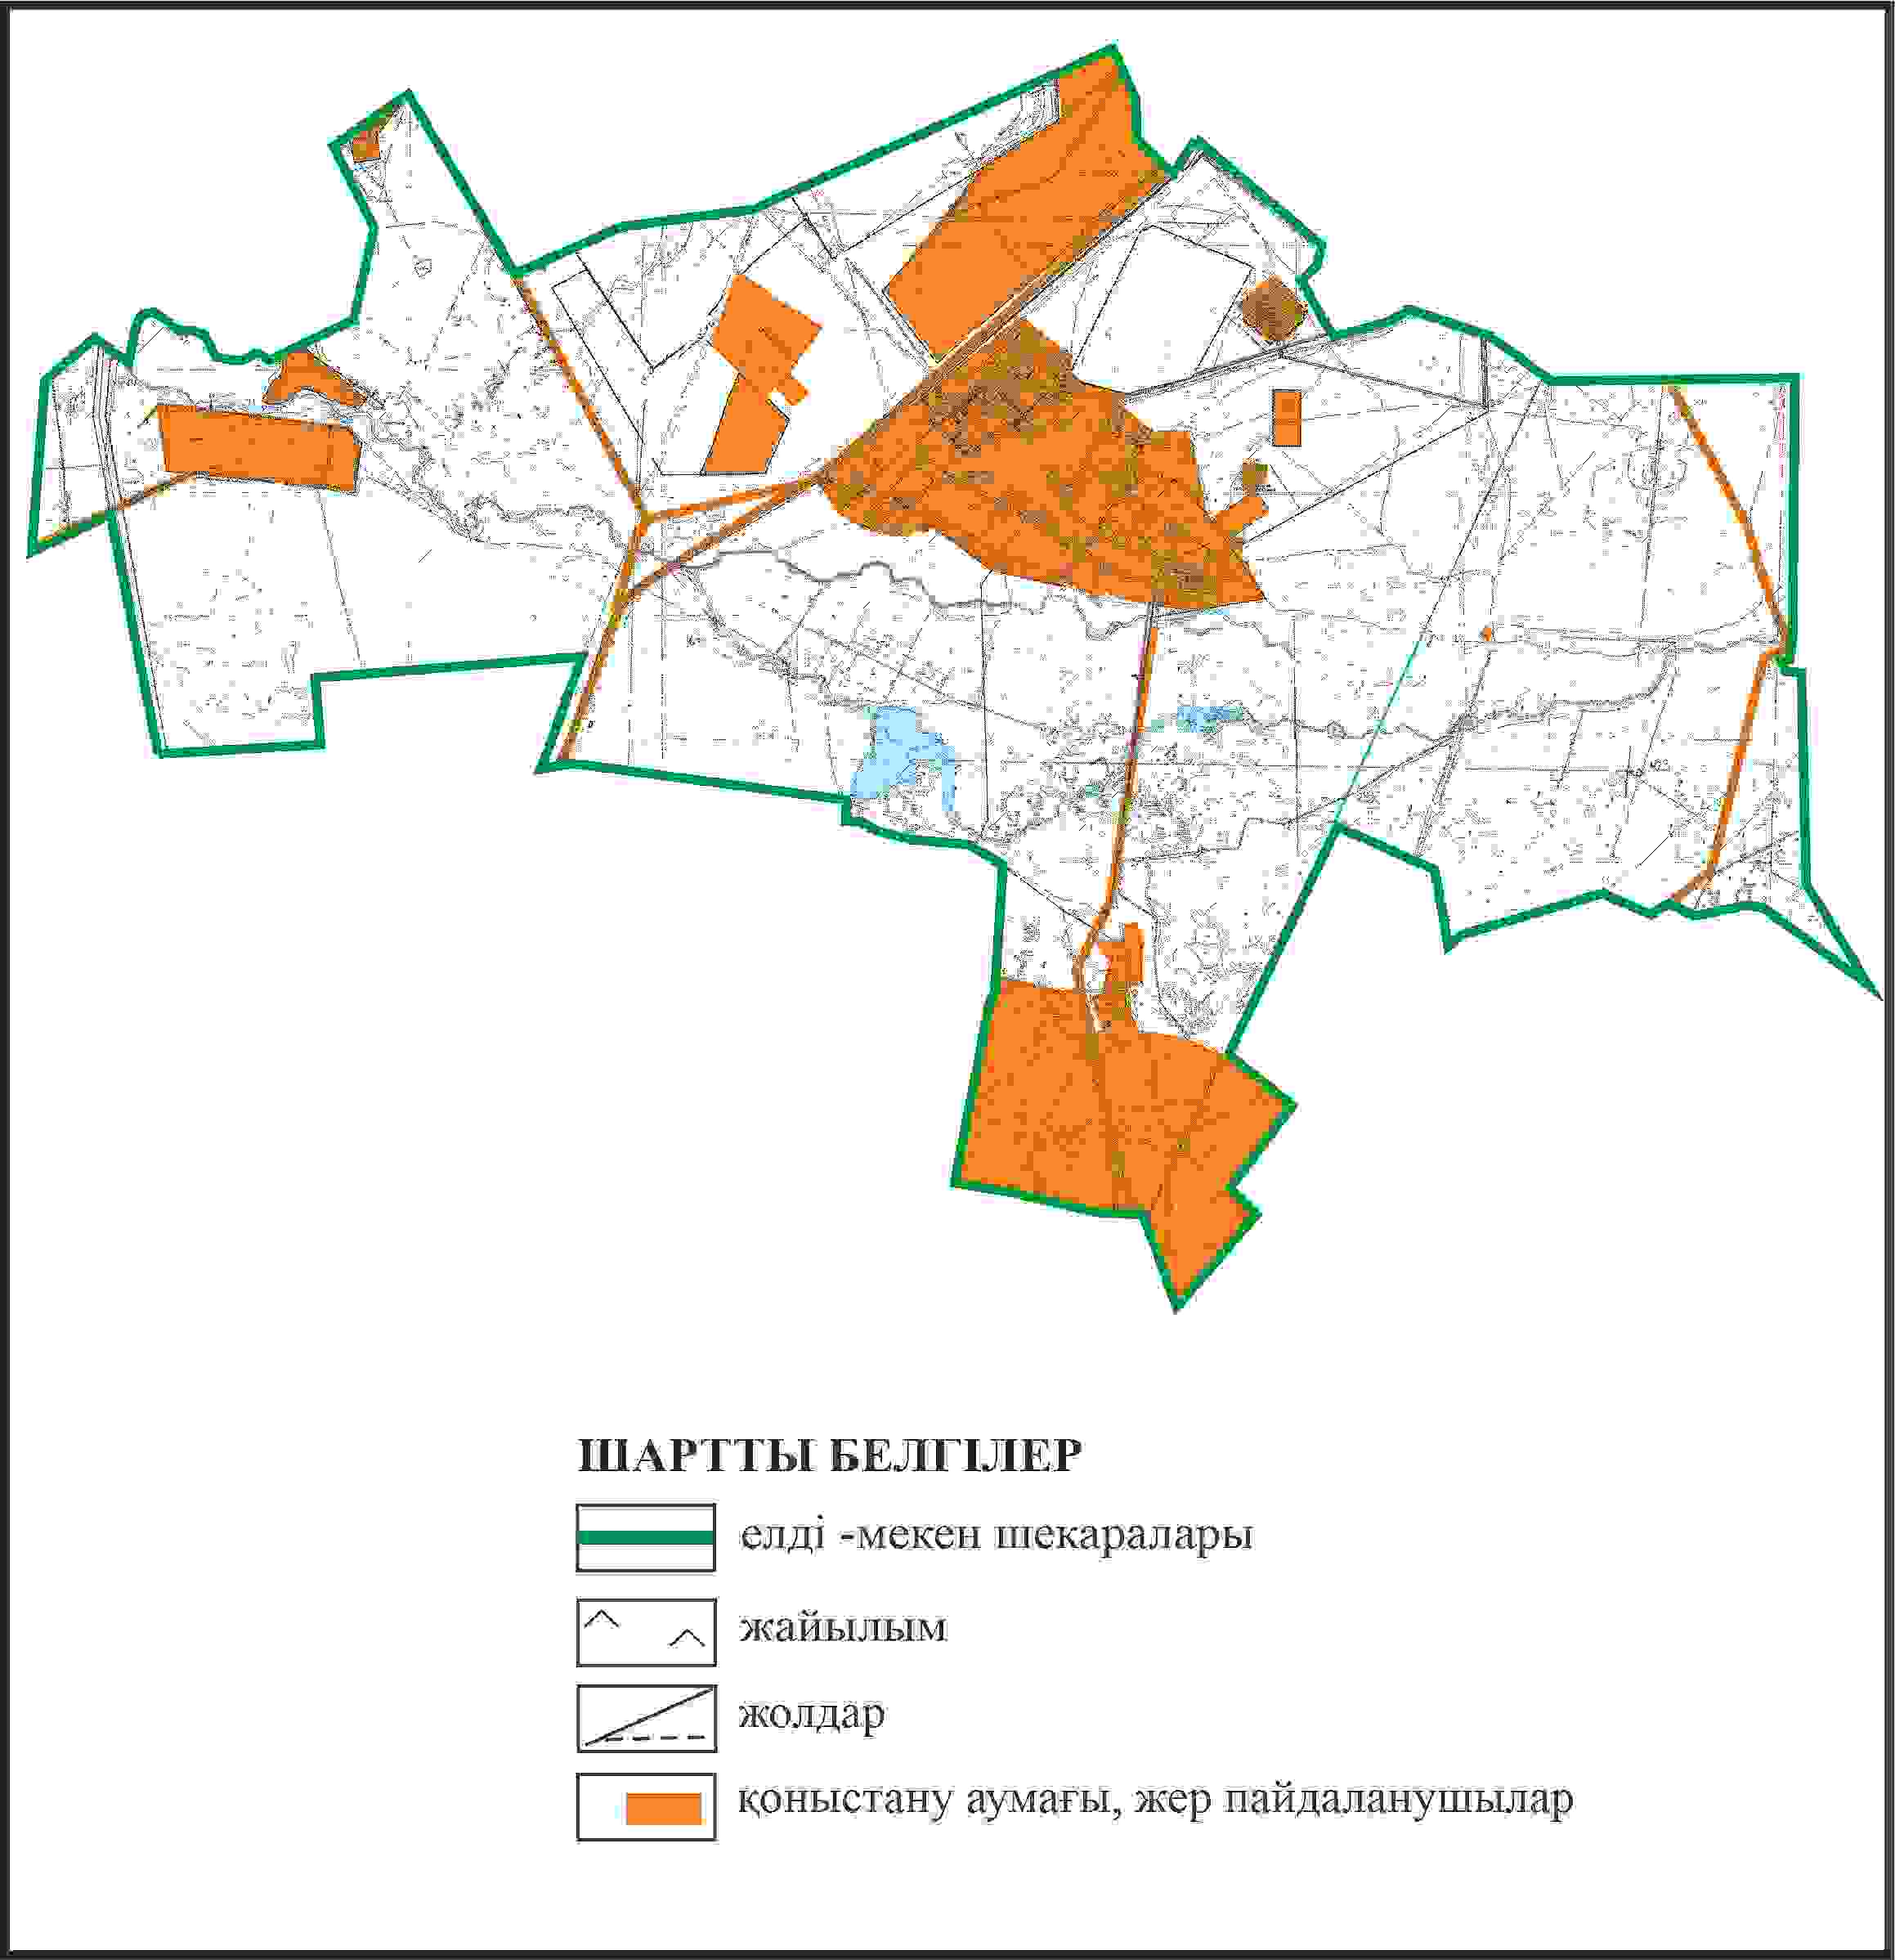 ШАРТТЫ БЕЛГІЛЕР
елді -мекен шекаралары
жайылым
жолдар
қоныстану аумағы, жер пайдаланушылар